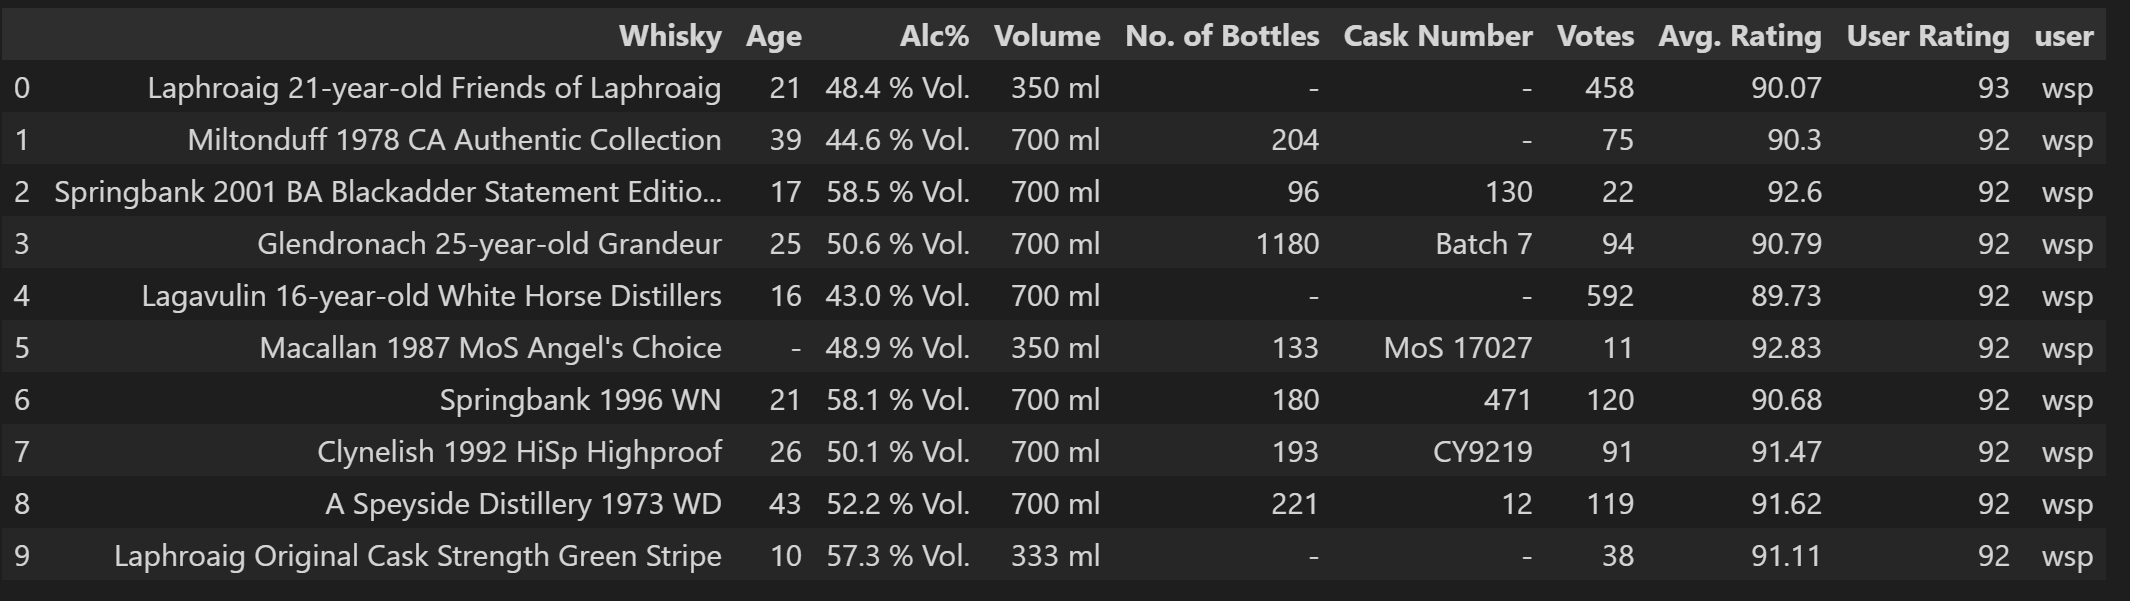 Whisky Age Alc% Volume No. of Bottles Cask Number Votes Avg. Rating User Rating user
0 Laphroaig 21-year-old Friends of Laphroaig 21 48.4 % Vol. 350 ml - - 458 90.07 93 wsp
1 Miltonduff 1978 CA Authentic Collection 39 44.6 % Vol. 700 ml 204 - 75 90.3 92 wsp
2 Springbank 2001 BA Blackadder Statement Editio... 17 58.5 % Vol. 700 ml 96 130 22 92.6 92 wsp
3 Glendronach 25-year-old Grandeur 25 50.6 % Vol. 700 ml 1180 Batch 7 94 90.79 92 wsp
4 Lagavulin 16-year-old White Horse Distillers 16 43.0 % Vol. 700 ml - - 592 89.73 92 wsp
5 Macallan 1987 MoS Angel's Choice - 48.9 % Vol. 350 ml 133 MoS 17027 11 92.83 92 wsp
6 Springbank 1996 WN 21 58.1 % Vol. 700 ml 180 471 120 90.68 92 wsp
7 Clynelish 1992 HiSp Highproof 26 50.1 % Vol. 700 ml 193 CY9219 91 91.47 92 wsp
8 A Speyside Distillery 1973 WD 43 52.2 % Vol. 700 ml 221 12 119 91.62 92 wsp
9 Laphroaig Original Cask Strength Green Stripe 10 57.3 % Vol. 333 ml - - 38 91.11 92 wsp